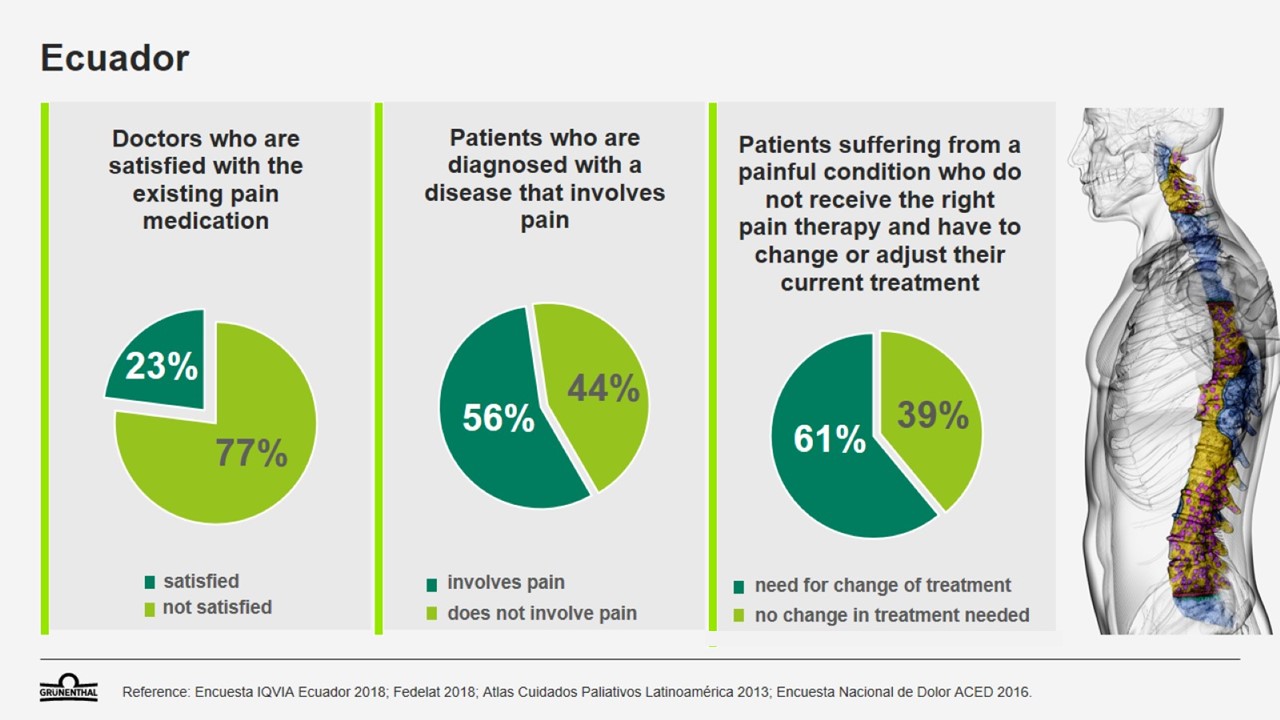 Ecuador
Doctors who are
satisfied with the
existing pain
medication
23%
77%
satisfied
not satisfied
Patients who are
diagnosed with a
disease that involves
pain
56%
44%
involves pain
does not involve pain
Patients suffering from a
painful condition who do
not receive the right
pain therapy and have to
change or adjust their
current treatment
61%
39%
need for change of treatment
no change in treatment needed
GRÜNENTHAL
Reference: Encuesta IQVIA Ecuador 2018; Fedelat 2018; Atlas Cuidados Paliativos Latinoamérica 2013; Encuesta Nacional de Dolor ACED 2016.